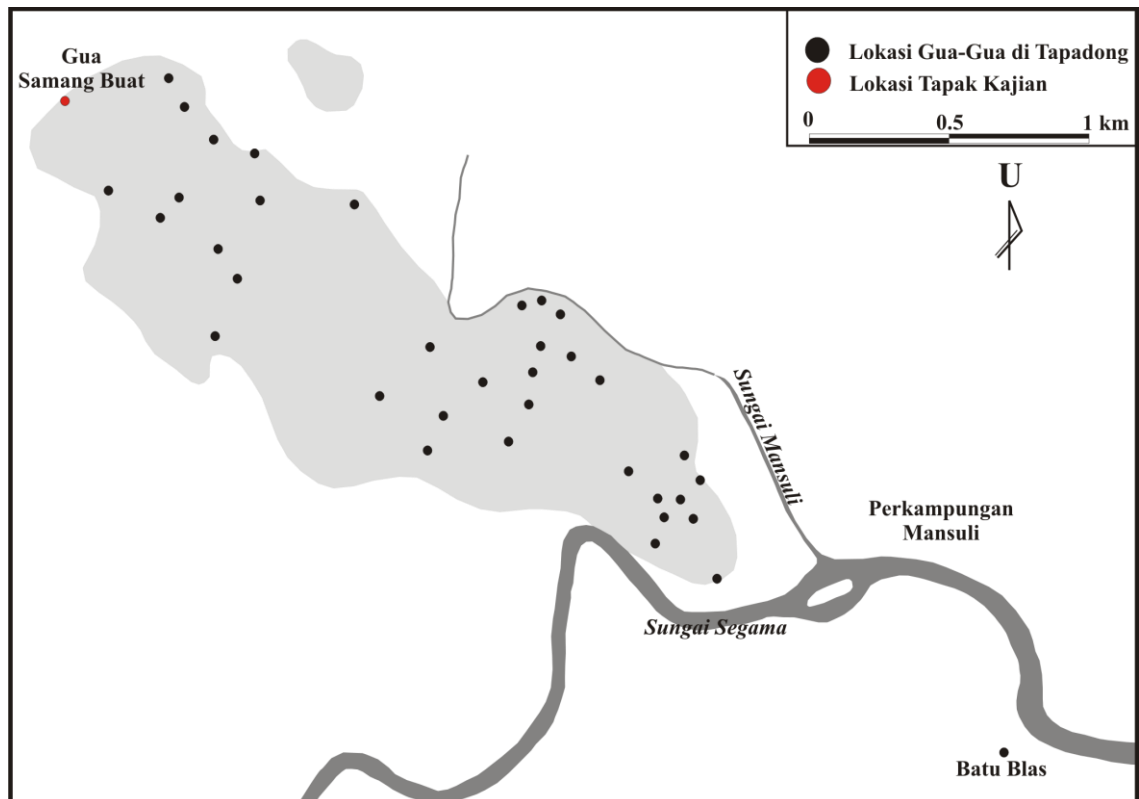 Gua
Samang Buat
Lokasi Gua-Gua di Tapadong
Lokasi Tapak Kajian
0 0.5 1 km
U
Sungai Mansuli
Perkampungan
Mansuli
Sungai Segama
Batu Blas